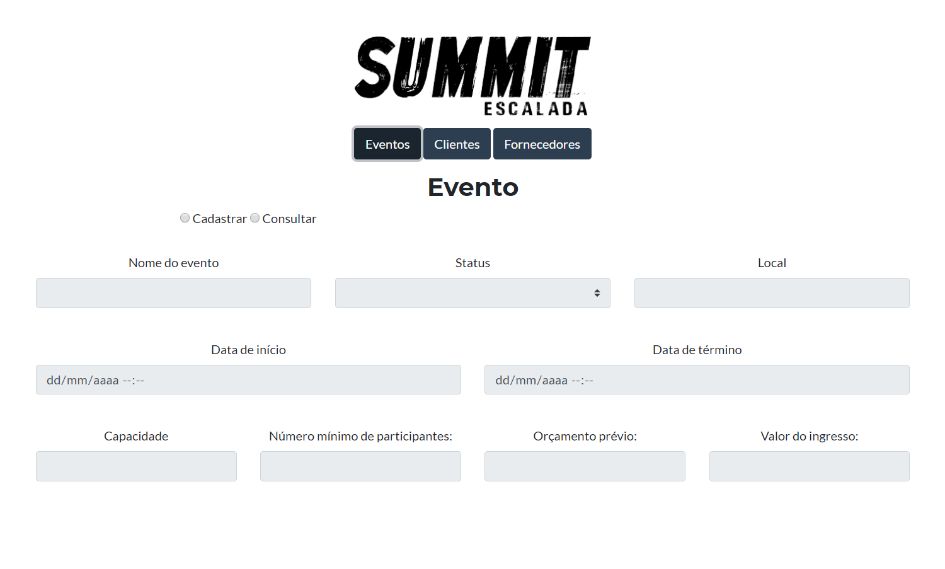 SUMMIT
ESCALADA
Eventos Clientes Fornecedores
Evento
Cadastrar Consultar
Nome do evento Status Local
Data de início Data de término
dd/mm/aaaa --:-- dd/mm/aaaa --:--
Capacidade Número mínimo de participantes: Orçamento prévio: Valor do ingresso: